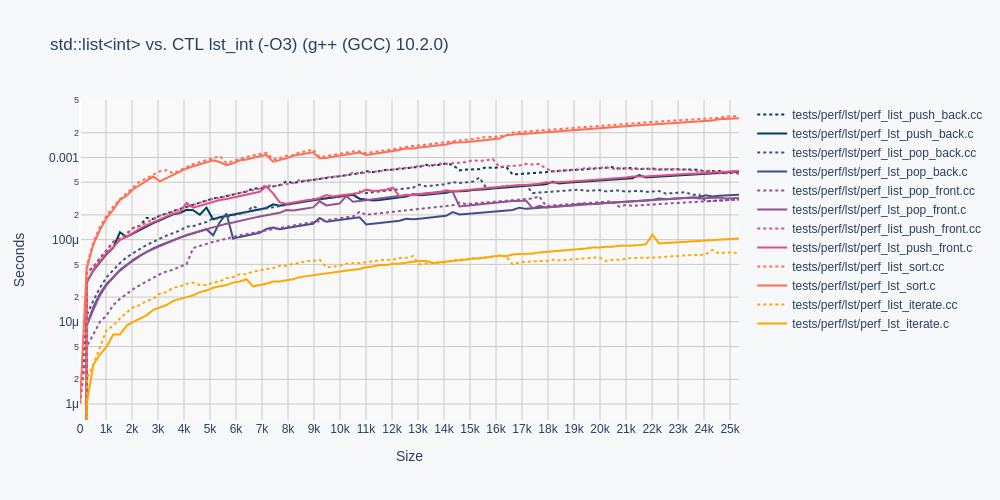 std::list<int> vs. CTL lst_int (-O3) (g++ (GCC) 10.2.0)
5
2
0.001
5
2
100μ
5
2
10μ
5
2
1μ
0 1k 2k 3k 4k 5k 6k 7k 8k 9k 10k 11k 12k 13k 14k 15k 16k 17k 18k 19k 20k 21k 22k 23k 24k 25k
Size
Seconds
tests/perf/lst/perf_list_push_back.cc
tests/perf/lst/perf_lst_push_back.c
tests/perf/lst/perf_list_pop_back.cc
tests/perf/lst/perf_lst_pop_back.c
tests/perf/lst/perf_list_pop_front.cc
tests/perf/lst/perf_lst_pop_front.c
tests/perf/lst/perf_list_push_front.cc
tests/perf/lst/perf_lst_push_front.c
tests/perf/lst/perf_list_sort.cc
tests/perf/lst/perf_lst_sort.c
tests/perf/lst/perf_list_iterate.cc
tests/perf/lst/perf_lst_iterate.c